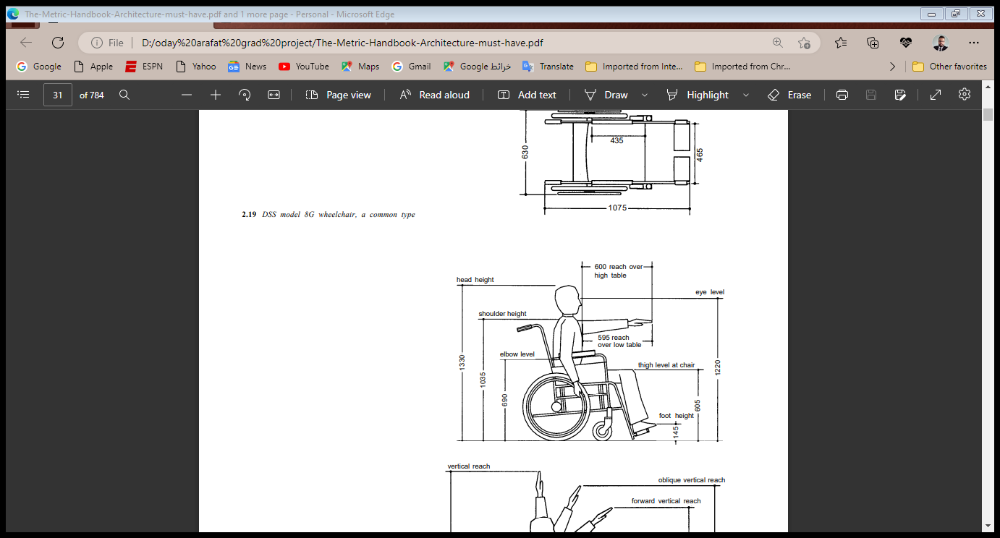 The-Metric-Handbook-Architecture-must-have.pdf and 1 more page - Personal - Microsoft Edge
File D:/oday%20arafat%20grad%20project/The-Metric-Handbook-Architecture-must-have.pdf
Google Apple ESPN Yahoo News YouTube Maps Gmail خرائط Google Translate Imported from Inte... Imported from Chr... Other favorites
31 of 784 Page view Read aloud Add text Draw Highlight Erase
435
630
465
1075
2.19 DSS model 8G wheelchair, a common type
600 reach over
high table
head height
eye level
shoulder height
595 reach
over low table
elbow level
thigh level at chair
1330
1035
690
1220
605
foot height
145
vertical reach
oblique vertical reach
forward vertical reach